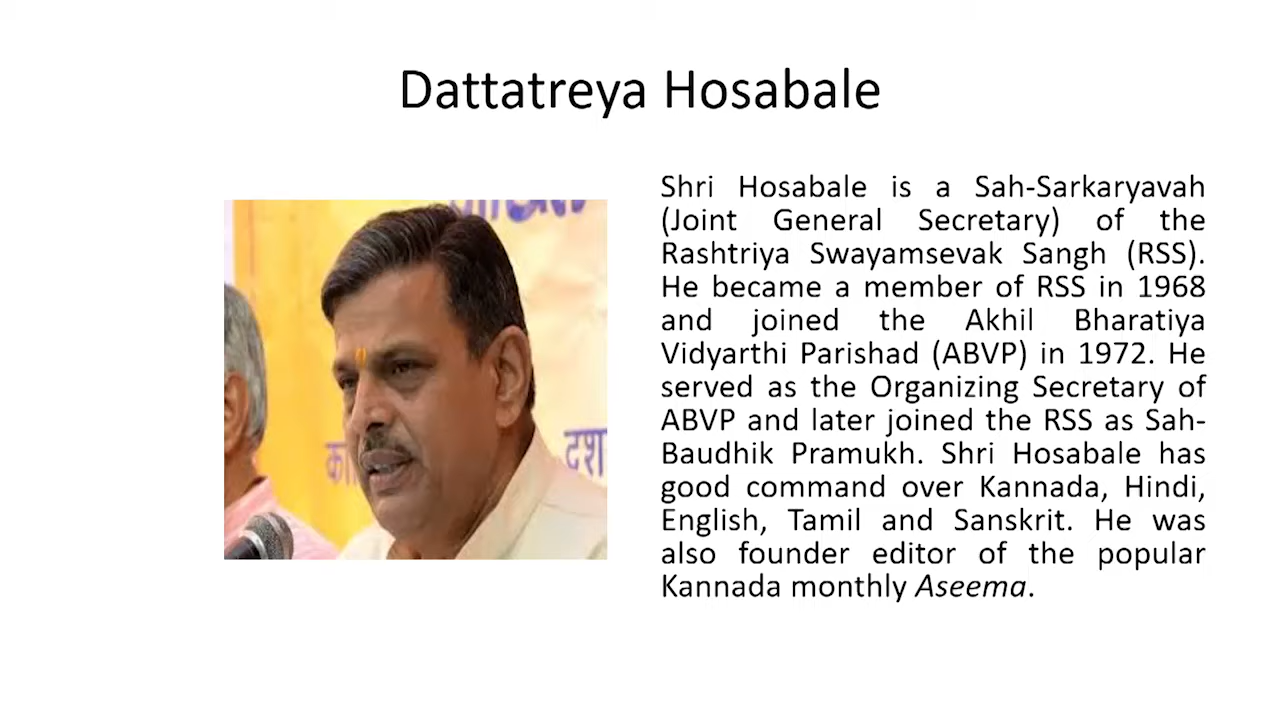 Dattatreya Hosabale
Shri Hosabale is a Sah-Sarkaryavah
(Joint General Secretary) of the
Rashtriya Swayamsevak Sangh (RSS).
He became a member of RSS in 1968
and joined the Akhil Bharatiya
Vidyarthi Parishad (ABVP) in 1972. He
served as the Organizing Secretary of
ABVP and later joined the RSS as Sah-
Baudhik Pramukh. Shri Hosabale has
good command over Kannada, Hindi,
English, Tamil and Sanskrit. He was
also founder editor of the popular
Kannada monthly Aseema.